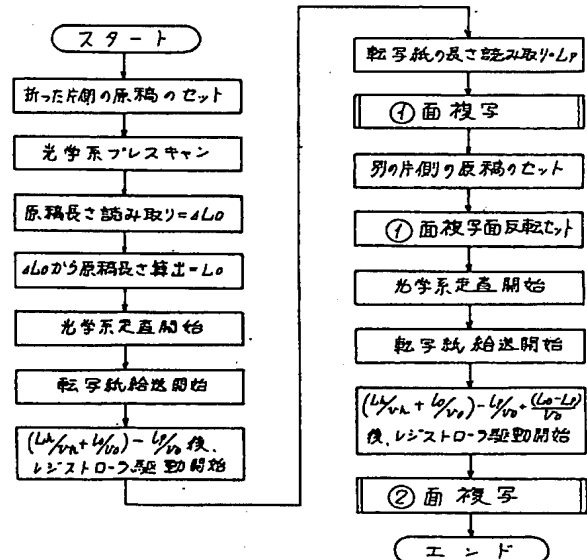 スタート
折った片側の原稿のセット
光学系プレスキャン
原稿長さ読み取り=ΔLo
ΔLoから原稿長さ算出=Lo
光学系走査開始
転写紙給送開始
(Lh/vh + lo/vo) - lp/vo 後、
レジストローラ駆動開始
転写紙の長さ読み取り・Lp
①面複写
別の片側の原稿のセット
①面複写面反転セット
光学系走査開始
転写紙給送開始
(Lh/vh + lo/vo) - lp/vo + (Lo-Lp)/vo
後、レジストローラ駆動開始
②面複写
エンド